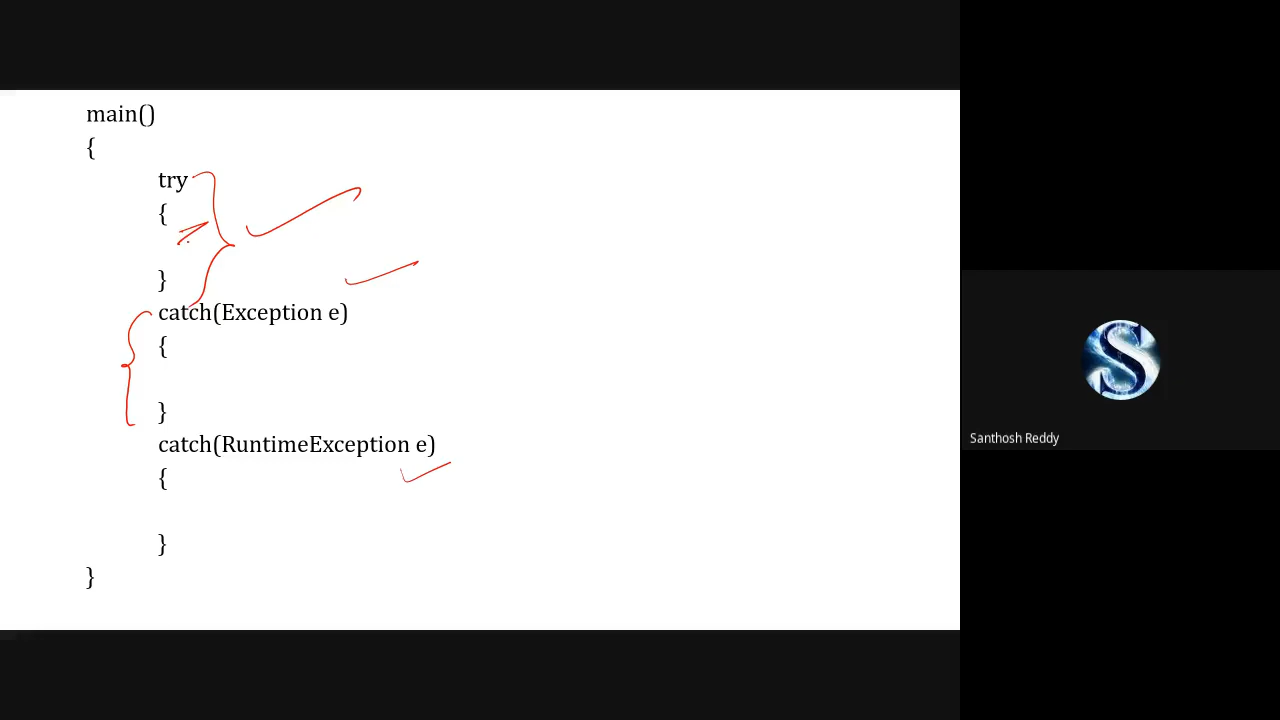 main()
{
try
{
}
catch(Exception e)
{
}
catch(RuntimeException e)
{
}
}
Santhosh Reddy